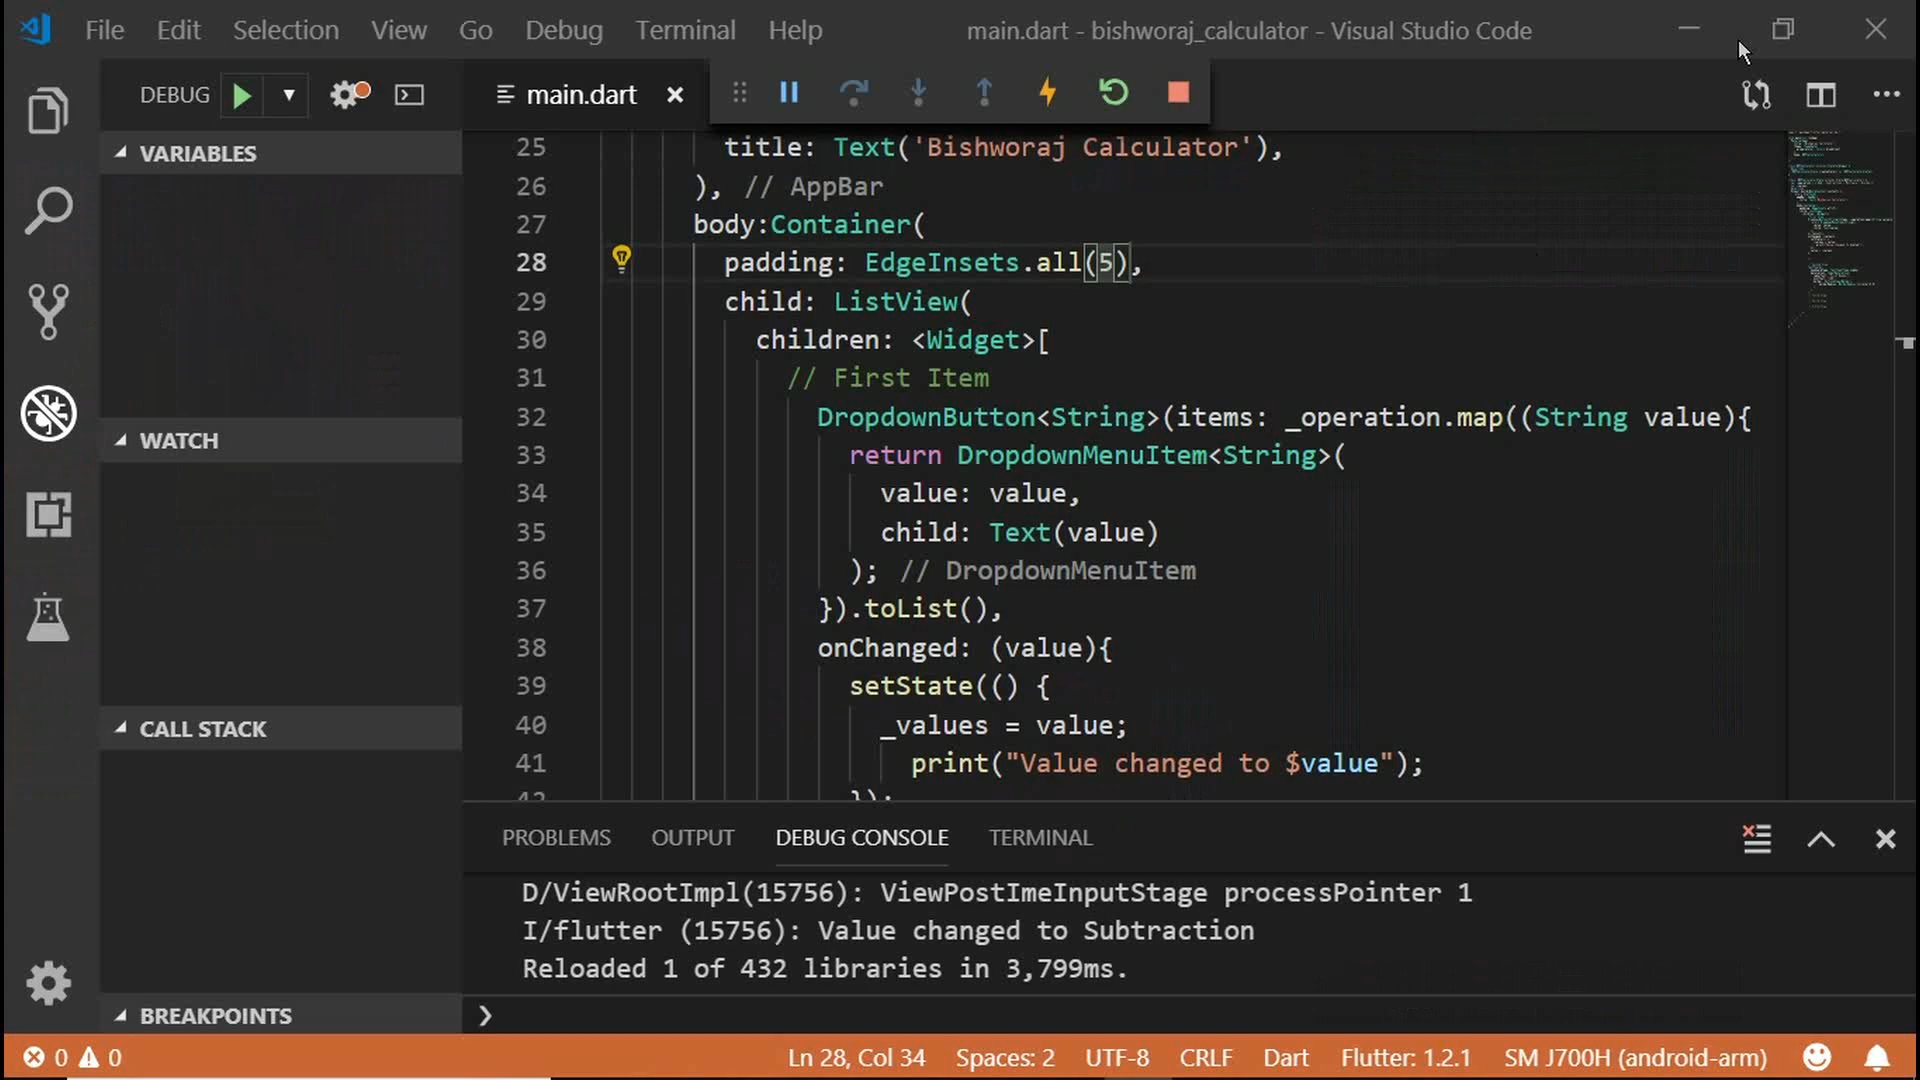 File Edit Selection View Go Debug Terminal Help main.dart - bishworaj_calculator - Visual Studio Code
DEBUG
main.dart
VARIABLES
WATCH
CALL STACK
BREAKPOINTS
25 title: Text('Bishworaj Calculator'),
26 ), // AppBar
27 body:Container(
28 padding: EdgeInsets.all(5),
29 child: ListView(
30 children: <Widget>[
31 // First Item
32 DropdownButton<String>(items: _operation.map((String value){
33 return DropdownMenuItem<String>(
34 value: value,
35 child: Text(value)
36 ); // DropdownMenuItem
37 }).toList(),
38 onChanged: (value){
39 setState(() {
40 _values = value;
41 print("Value changed to $value");
42 });
PROBLEMS OUTPUT DEBUG CONSOLE TERMINAL
D/ViewRootImpl(15756): ViewPostImeInputStage processPointer 1
I/flutter (15756): Value changed to Subtraction
Reloaded 1 of 432 libraries in 3,799ms.
0 0 Ln 28, Col 34 Spaces: 2 UTF-8 CRLF Dart Flutter: 1.2.1 SM J700H (android-arm)